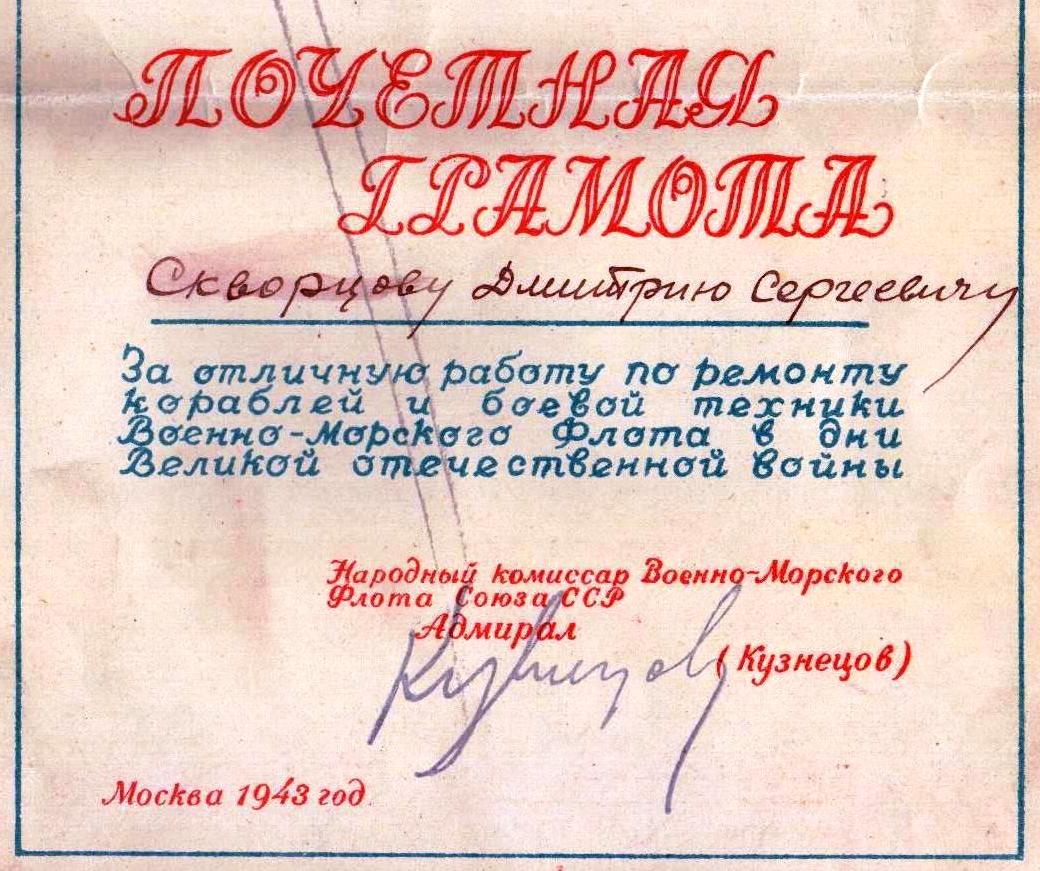 ПОЧЕТНАЯ
ГРАМОТА
Скворцову Дмитрию Сергеевичу
За отличную работу по ремонту
кораблей и боевой техники
Военно-Морского Флота в дни
Великой отечественной войны
Народный комиссар Военно-Морского
Флота Союза ССР
Адмирал
Кузнецов
(Кузнецов)
Москва 1943 год